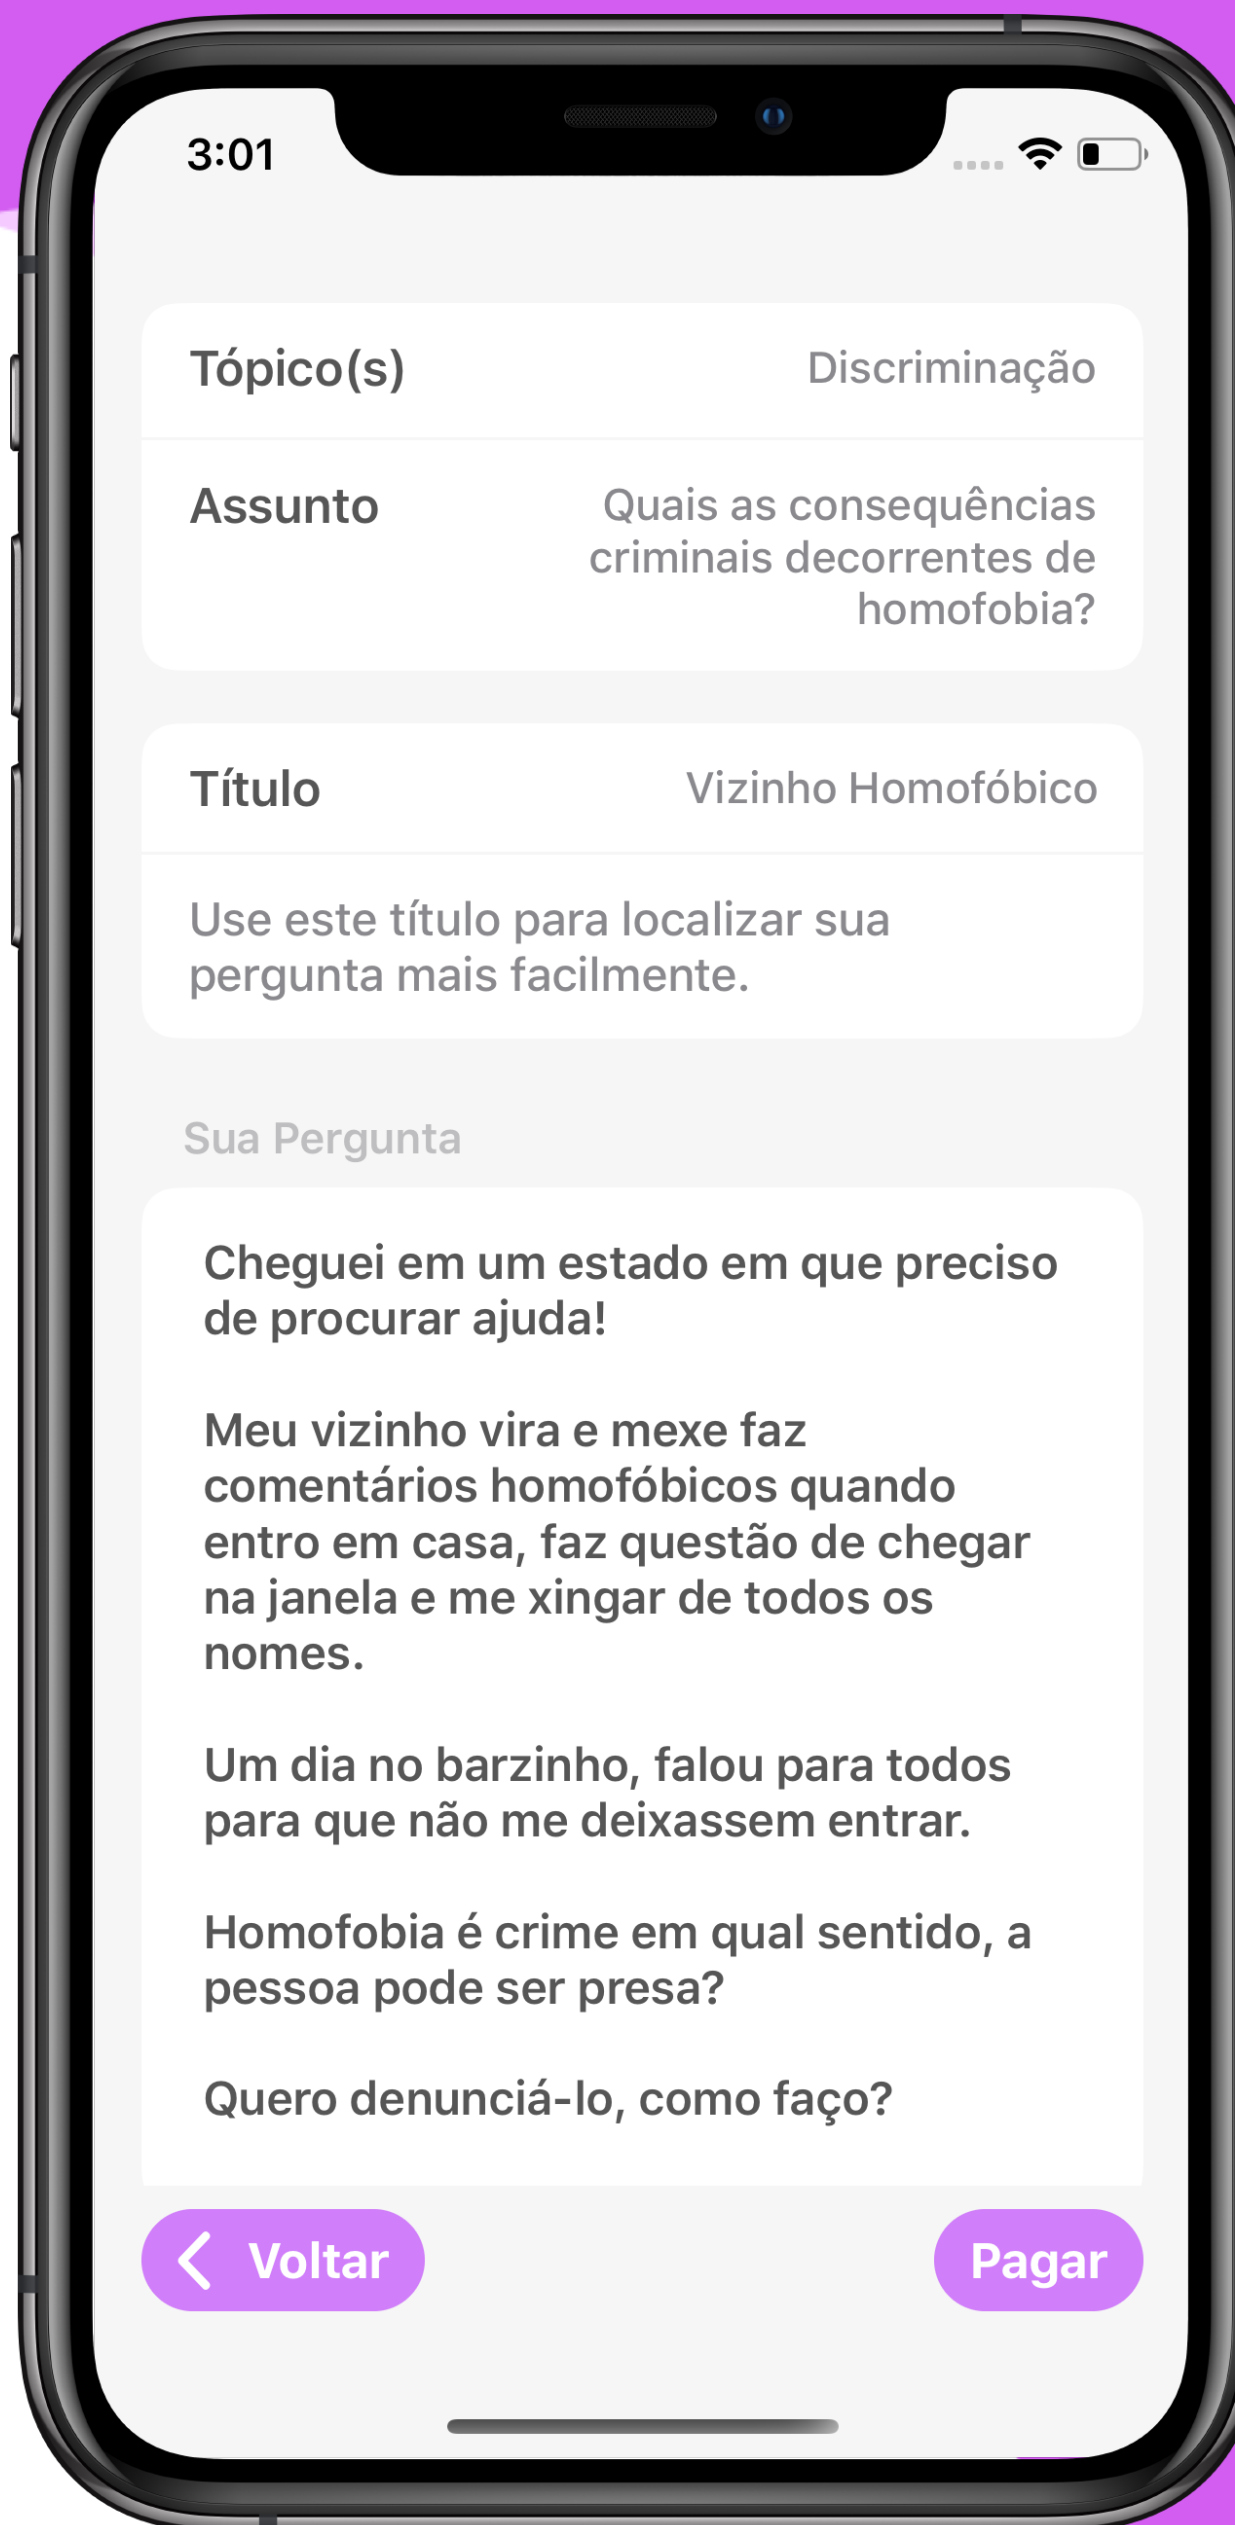 3:01
Tópico(s)
Discriminação
Assunto
Quais as consequências
criminais decorrentes de
homofobia?
Título
Vizinho Homofóbico
Use este título para localizar sua
pergunta mais facilmente.
Sua Pergunta
Cheguei em um estado em que preciso
de procurar ajuda!
Meu vizinho vira e mexe faz
comentários homofóbicos quando
entro em casa, faz questão de chegar
na janela e me xingar de todos os
nomes.
Um dia no barzinho, falou para todos
para que não me deixassem entrar.
Homofobia é crime em qual sentido, a
pessoa pode ser presa?
Quero denunciá-lo, como faço?
Voltar
Pagar